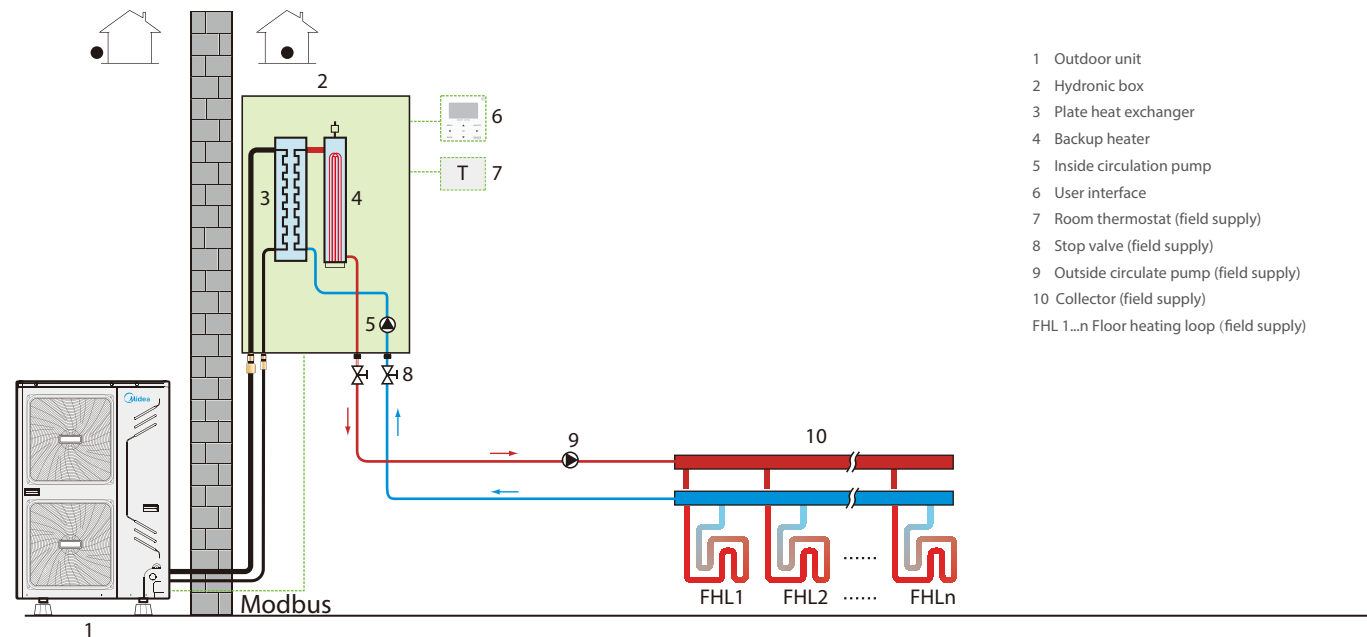 2
6
T
7
3
4
5
8
9
10
Midea
FHL1
FHL2
......
FHLn
......
Modbus
1
1 Outdoor unit
2 Hydronic box
3 Plate heat exchanger
4 Backup heater
5 Inside circulation pump
6 User interface
7 Room thermostat (field supply)
8 Stop valve (field supply)
9 Outside circulate pump (field supply)
10 Collector (field supply)
FHL 1...n Floor heating loop (field supply)